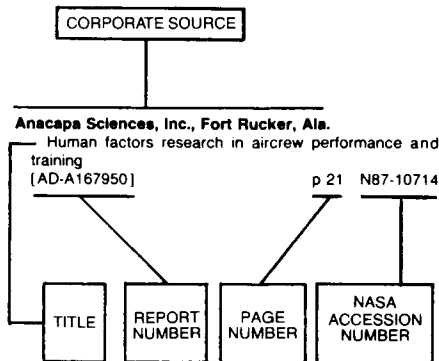 CORPORATE SOURCE
Anacapa Sciences, Inc., Fort Rucker, Ala.
Human factors research in aircrew performance and
training
[AD-A167950] p 21 N87-10714
TITLE
REPORT
NUMBER
PAGE
NUMBER
NASA
ACCESSION
NUMBER